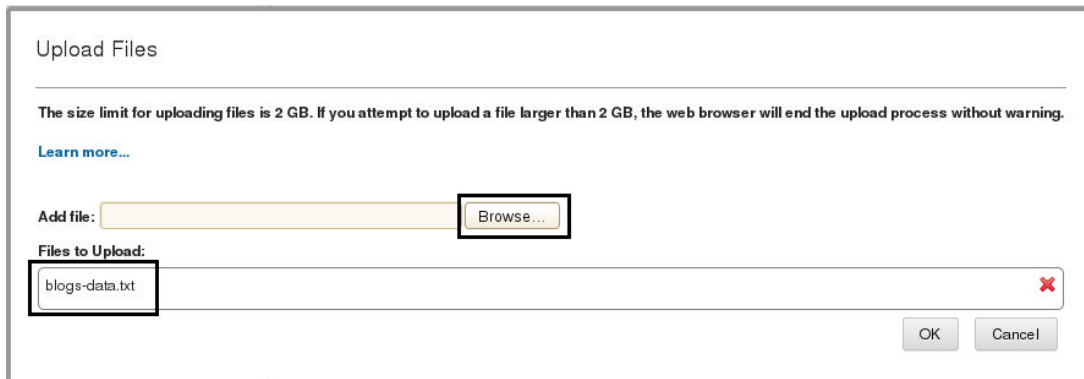 Upload Files
The size limit for uploading files is 2 GB. If you attempt to upload a file larger than 2 GB, the web browser will end the upload process without warning.
Learn more...
Add file: Browse...
Files to Upload:
blogs-data.txt
OK Cancel